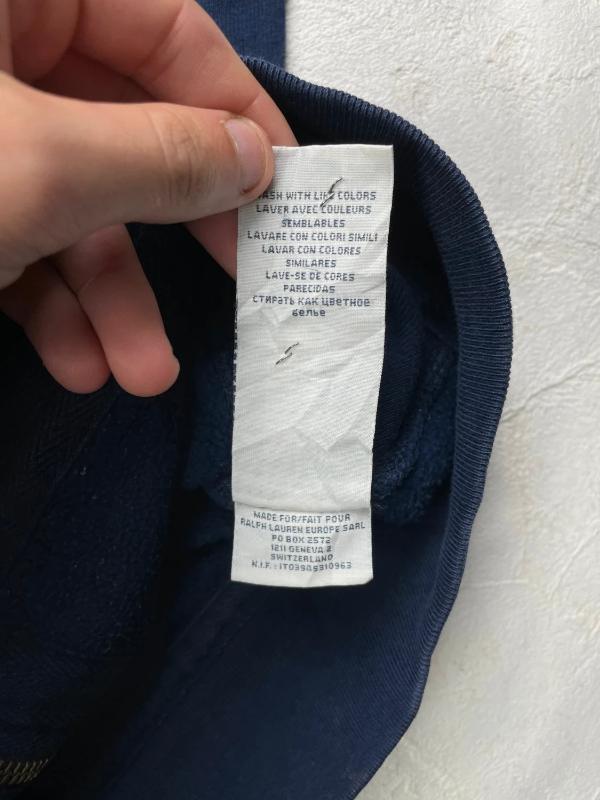 WASH WITH LIKE COLORS
LAVER AVEC COULEURS
SEMBLABLES
LAVARE CON COLORI SIMILI
LAVAR CON COLORES
SIMILARES
LAVE-SE DE CORES
PARECIDAS
СТИРАТЬ КАК ЦВЕТНОЕ
БЕЛЬЕ
MADE FOR/FAIT POUR
RALPH LAUREN EUROPE SARL
PO BOX 2572
1211 GENEVA 2
SWITZERLAND
N.I.F. : IT03989310963